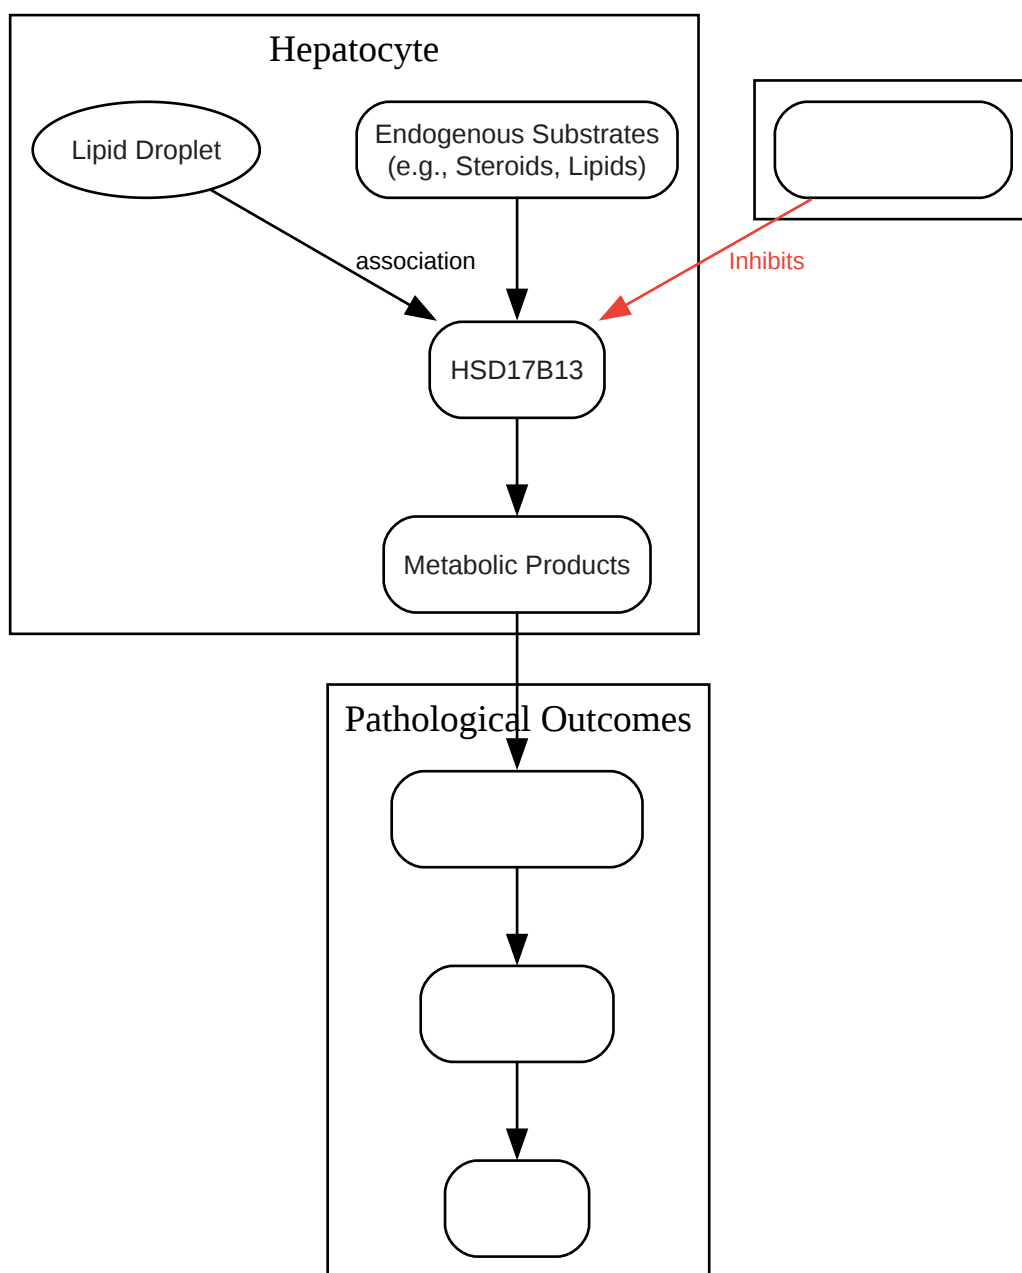 Hepatocyte
Lipid Droplet
Endogenous Substrates
(e.g., Steroids, Lipids)
association
Inhibits
HSD17B13
Metabolic Products
Pathological Outcomes